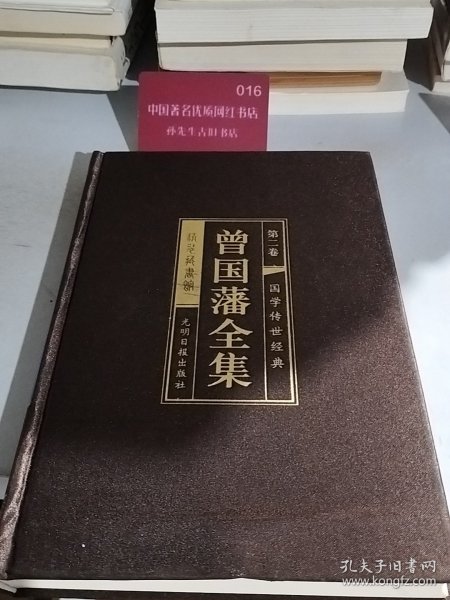 016
中国著名优质网红书店
孙先生古旧书店
第二卷
国学传世经典
曾国藩全集
光明日报出版社
孔夫子旧书网
www.kongfz.com